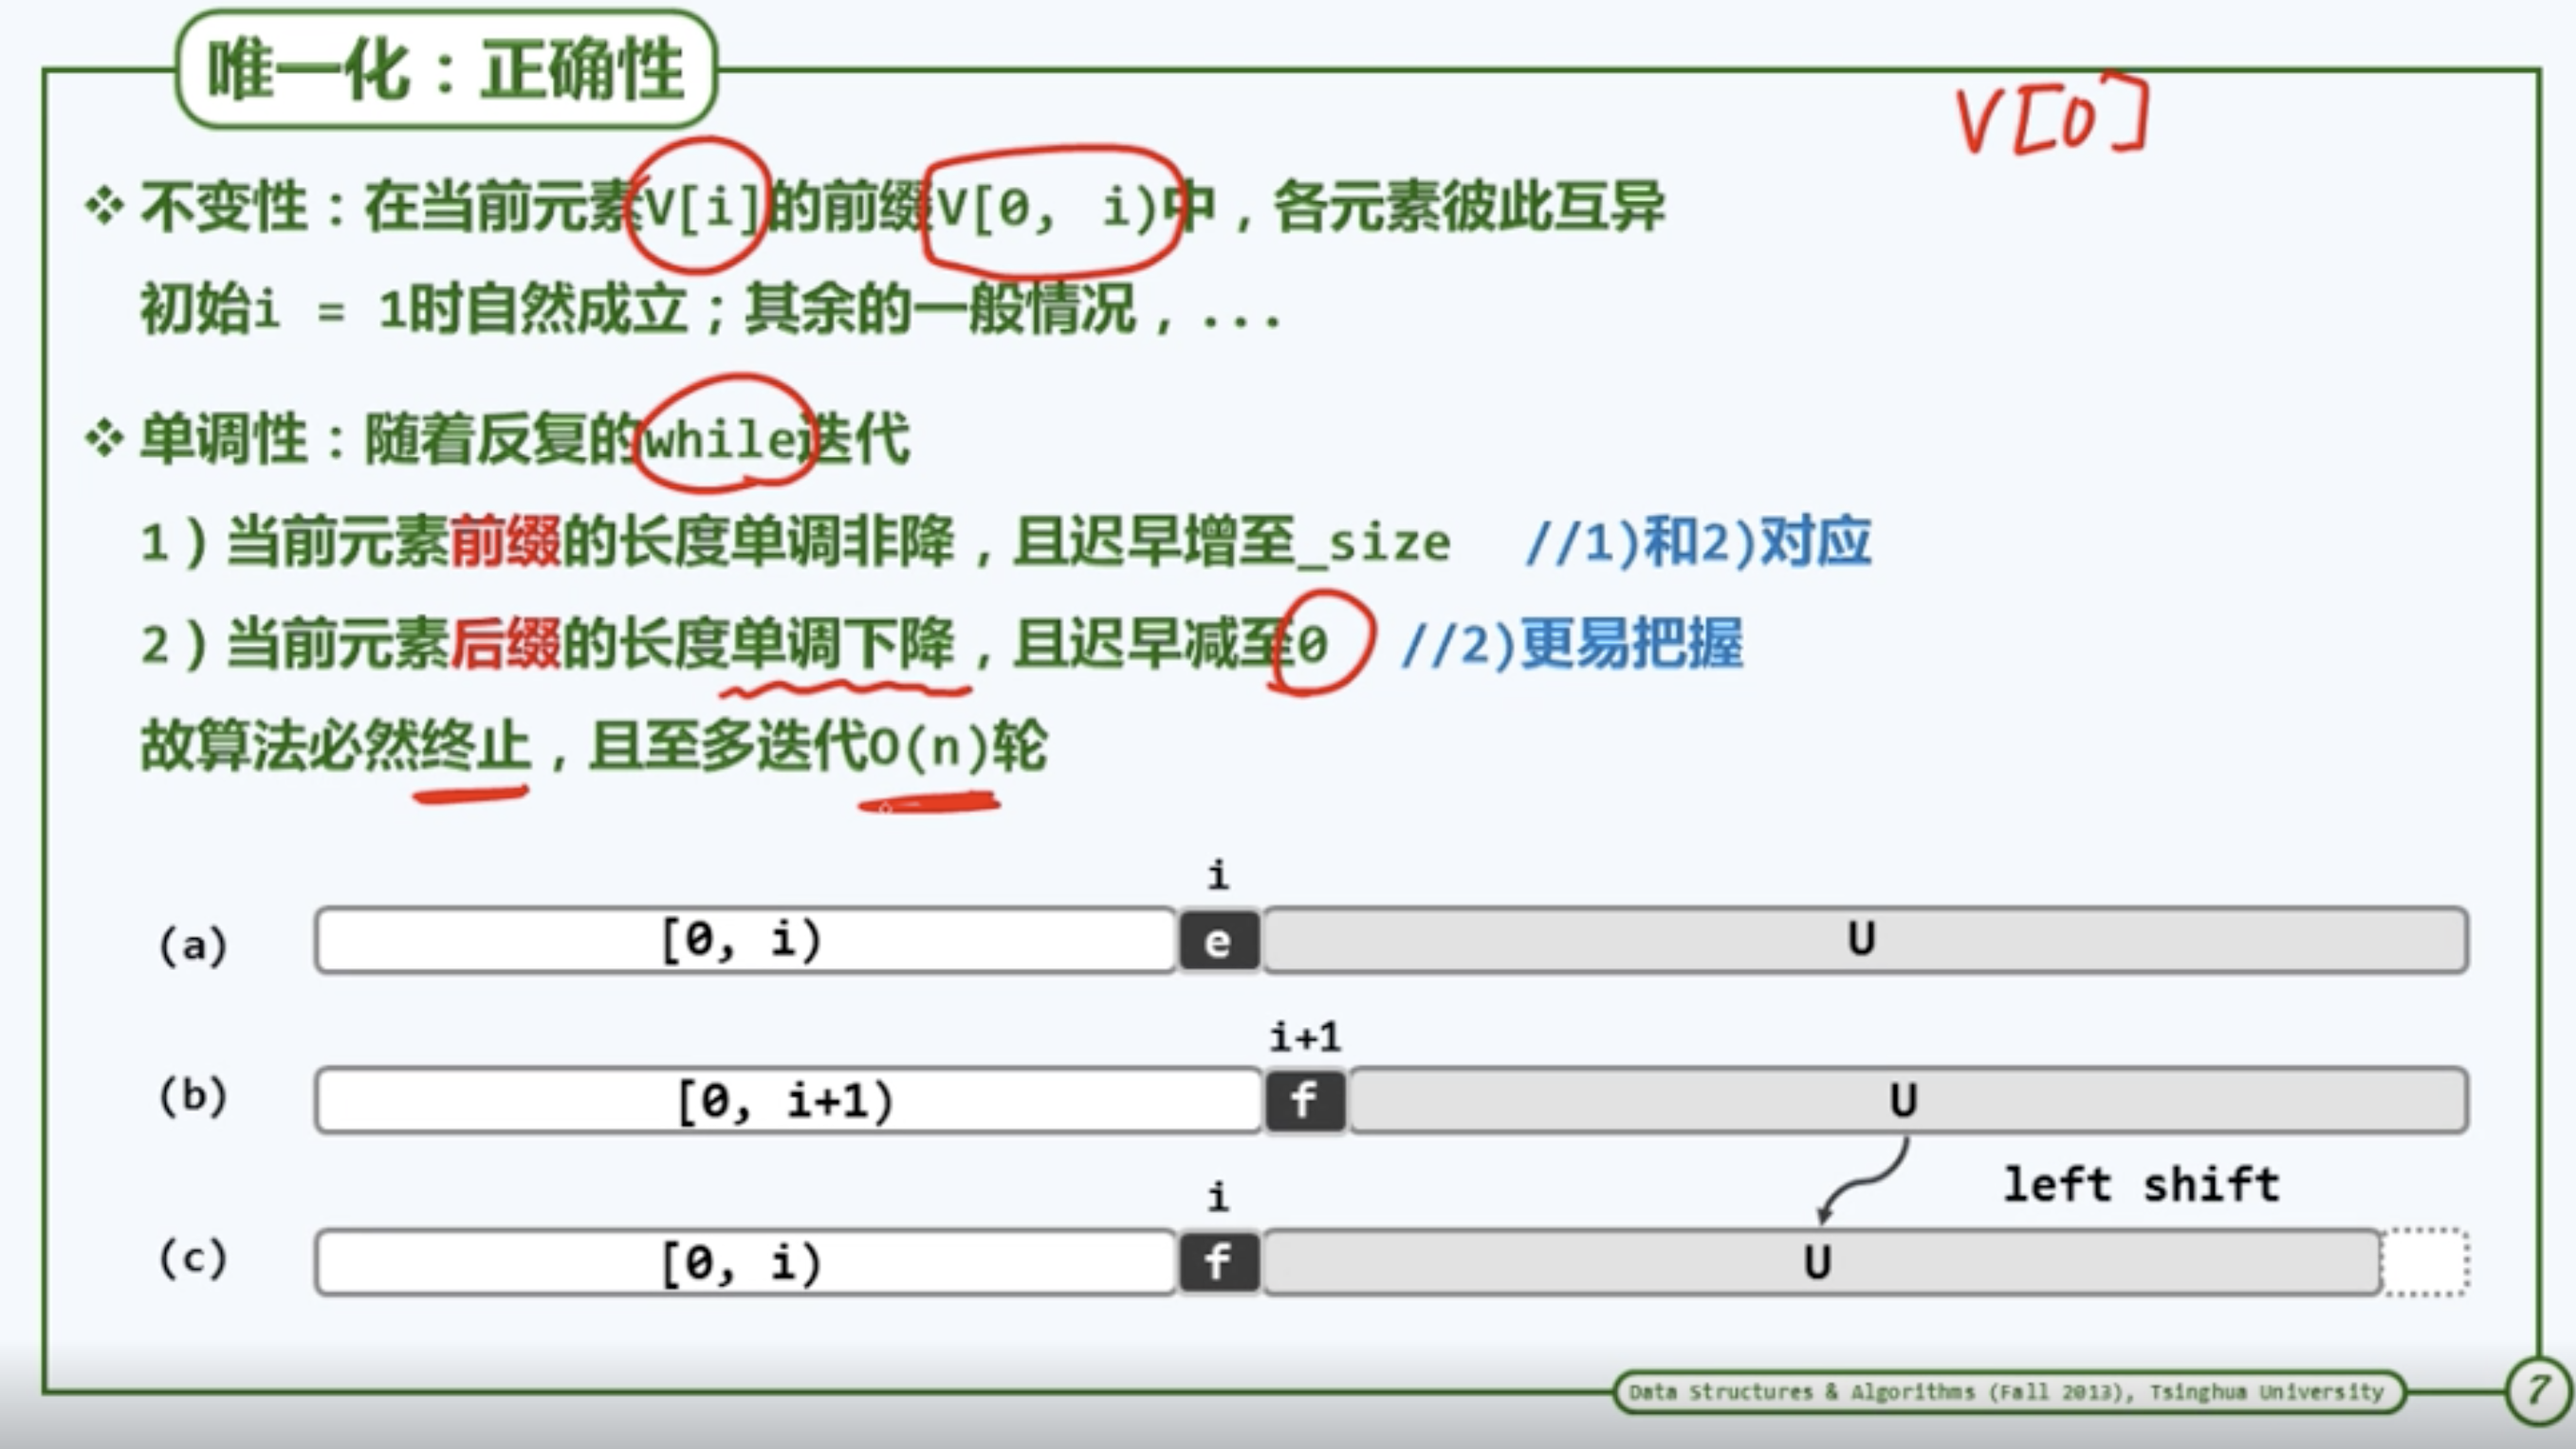 唯一化：正确性
V[0]
❖ 不变性：在当前元素V[i]的前缀V[0, i)中，各元素彼此互异
初始i = 1时自然成立；其余的一般情况，...
❖ 单调性：随着反复的while迭代
1）当前元素前缀的长度单调非降，且迟早增至_size //1)和2)对应
2）当前元素后缀的长度单调下降，且迟早减至0 //2)更易把握
故算法必然终止，且至多迭代O(n)轮
i
(a) [0, i) e U
i+1
(b) [0, i+1) f U
left shift
i
(c) [0, i) f U
Data Structures & Algorithms (Fall 2013), Tsinghua University 7